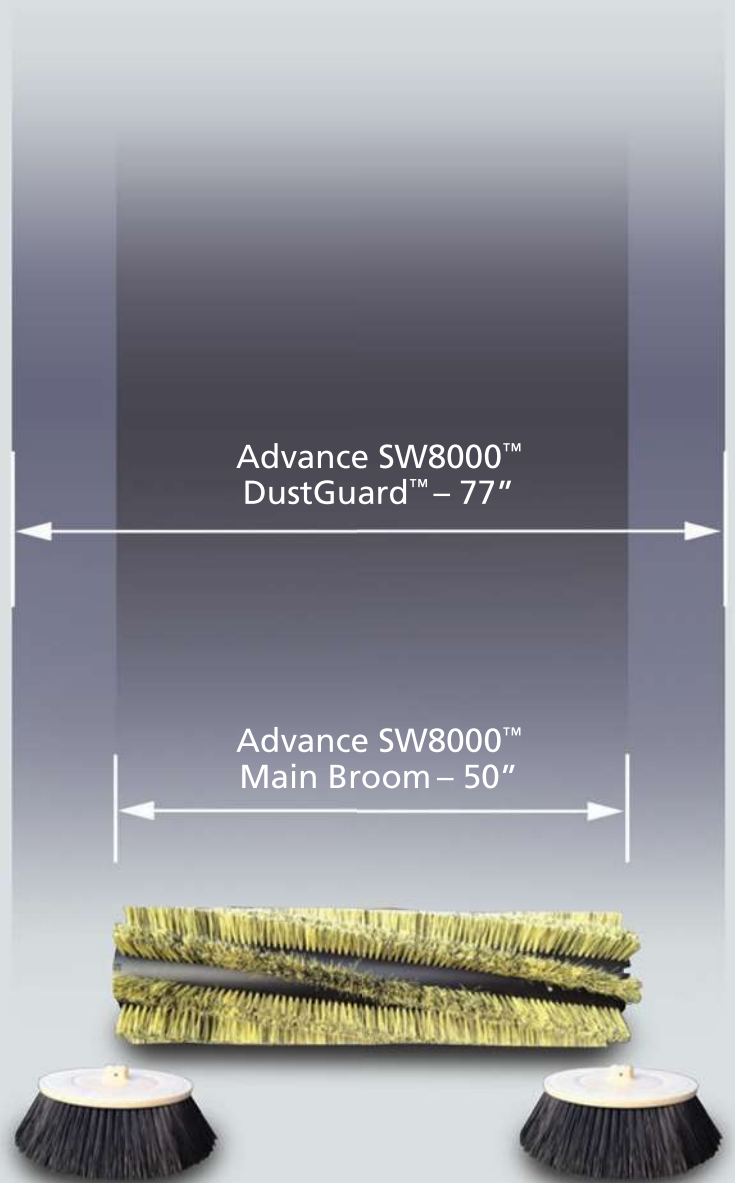 Advance SW8000™
DustGuard™ – 77”
Advance SW8000™
Main Broom – 50”